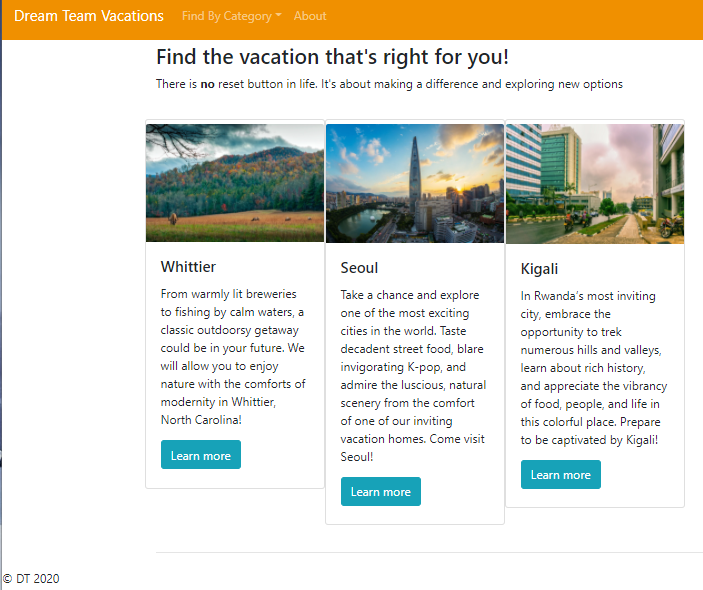 Dream Team Vacations Find By Category About
Find the vacation that's right for you!
There is no reset button in life. It's about making a difference and exploring new options
Whittier
From warmly lit breweries
to fishing by calm waters, a
classic outdoorsy getaway
could be in your future. We
will allow you to enjoy
nature with the comforts of
modernity in Whittier,
North Carolina!
Learn more
Seoul
Take a chance and explore
one of the most exciting
cities in the world. Taste
decadent street food, blare
invigorating K-pop, and
admire the luscious, natural
scenery from the comfort
of one of our inviting
vacation homes. Come visit
Seoul!
Learn more
Kigali
In Rwanda's most inviting
city, embrace the
opportunity to trek
numerous hills and valleys,
learn about rich history,
and appreciate the vibrancy
of food, people, and life in
this colorful place. Prepare
to be captivated by Kigali!
Learn more
© DT 2020